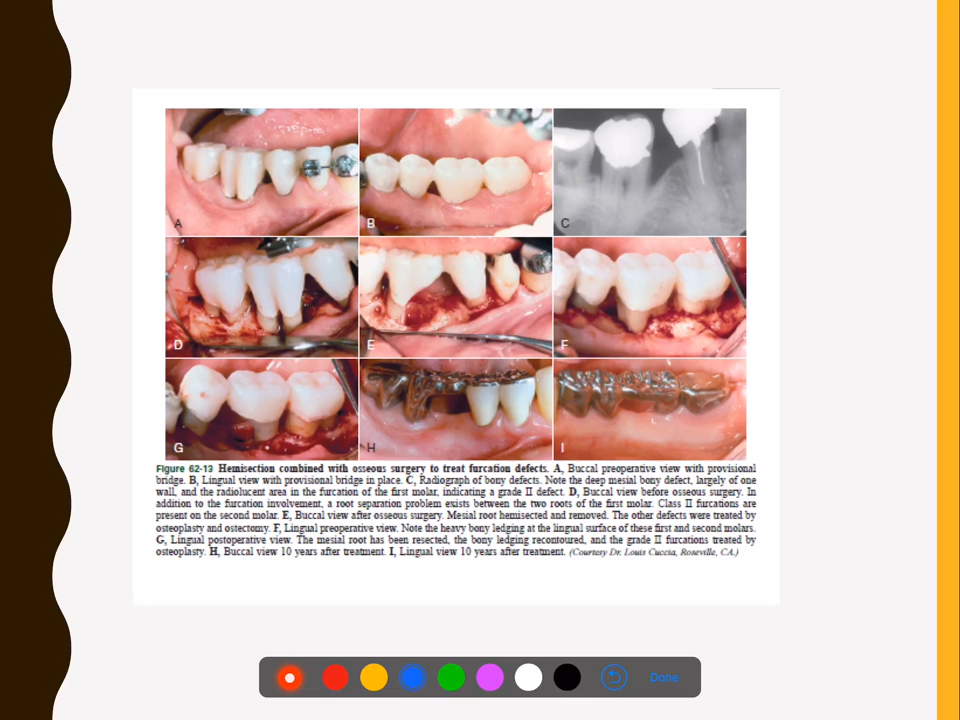 A
B
C
D
E
F
G
H
I
Figure 62-13 Hemisection combined with osseous surgery to treat furcation defects. A, Buccal preoperative view with provisional
bridge. B, Lingual view with provisional bridge in place. C, Radiograph of bony defects. Note the deep mesial bony defect, largely of one
wall, and the radiolucent area in the furcation of the first molar, indicating a grade II defect. D, Buccal view before osseous surgery. In
addition to the furcation involvement, a root separation problem exists between the two roots of the first molar. Class II furcations are
present on the second molar. E, Buccal view after osseous surgery. Mesial root hemisected and removed. The other defects were treated by
osteoplasty and ostectomy. F, Lingual preoperative view. Note the heavy bony ledging at the lingual surface of these first and second molars.
G, Lingual postoperative view. The mesial root has been resected, the bony ledging recontoured, and the grade II furcations treated by
osteoplasty. H, Buccal view 10 years after treatment. I, Lingual view 10 years after treatment. (Courtesy Dr. Louis Cuccia, Roseville, CA.)
Done